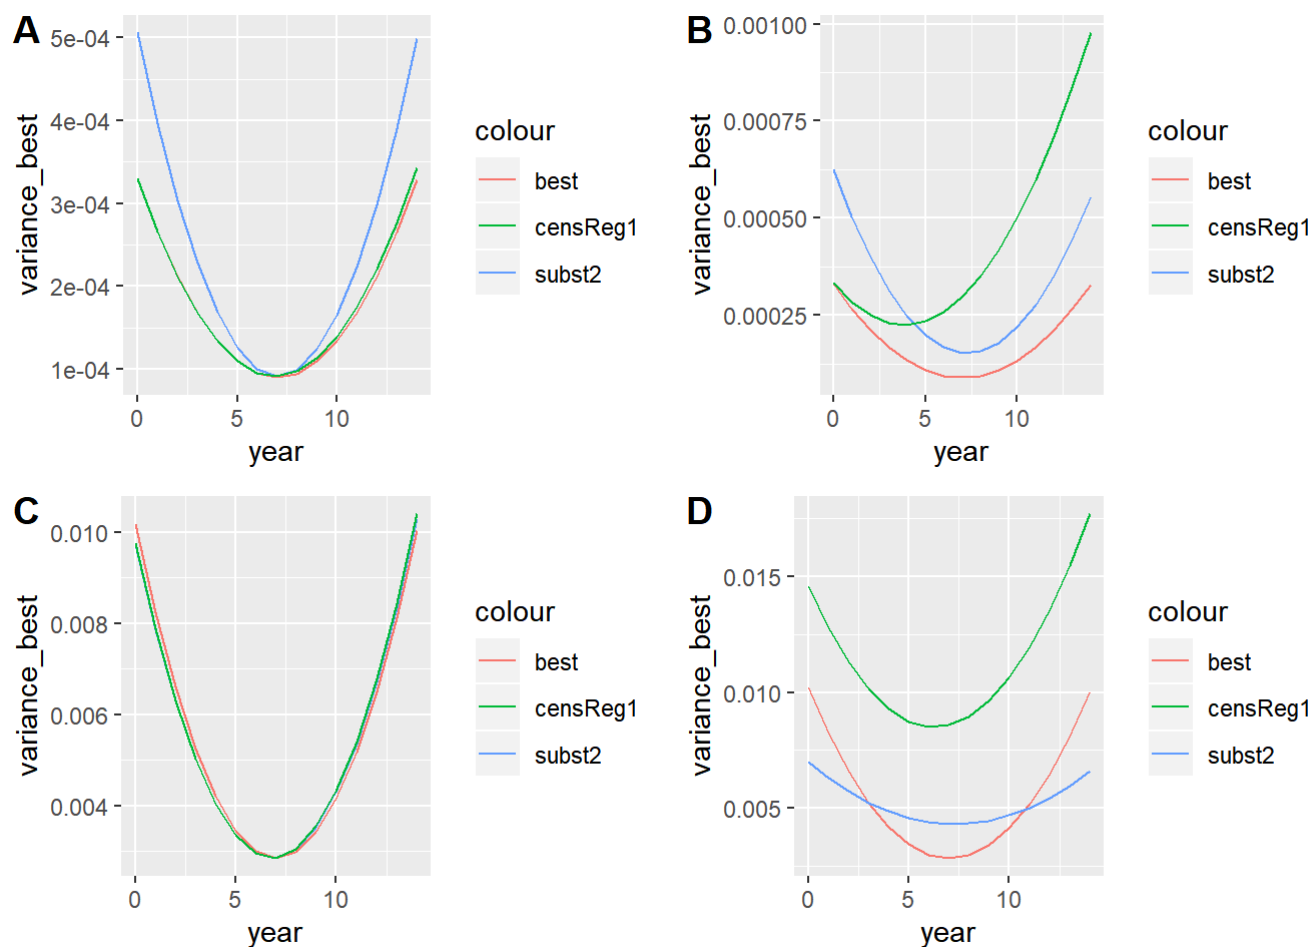 A
variance_best
5e-04
4e-04
3e-04
2e-04
1e-04
0
5
10
year
colour
best
censReg1
subst2
B
variance_best
0.00100
0.00075
0.00050
0.00025
0
5
10
year
colour
best
censReg1
subst2
C
variance_best
0.010
0.008
0.006
0.004
0
5
10
year
colour
best
censReg1
subst2
D
variance_best
0.015
0.010
0.005
0
5
10
year
colour
best
censReg1
subst2